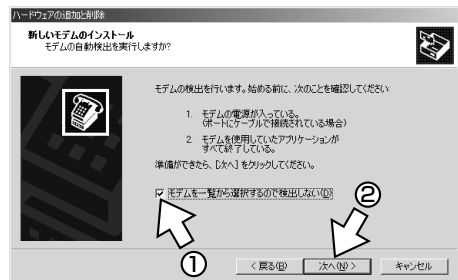 ハードウェアの追加と削除
新しいモデムのインストール
モデムの自動検出を実行しますか?
モデムの検出を行います。始める前に、次のことを確認してください
1. モデムの電源が入っている。
(ポートにケーブルで接続されている場合)
2. モデムを使用していたアプリケーションが
すべて終了している。
準備ができたら、[次へ] をクリックしてください。
モデムを一覧から選択するので検出しない(D)
②
①
< 戻る(B)
次へ(N) >
キャンセル